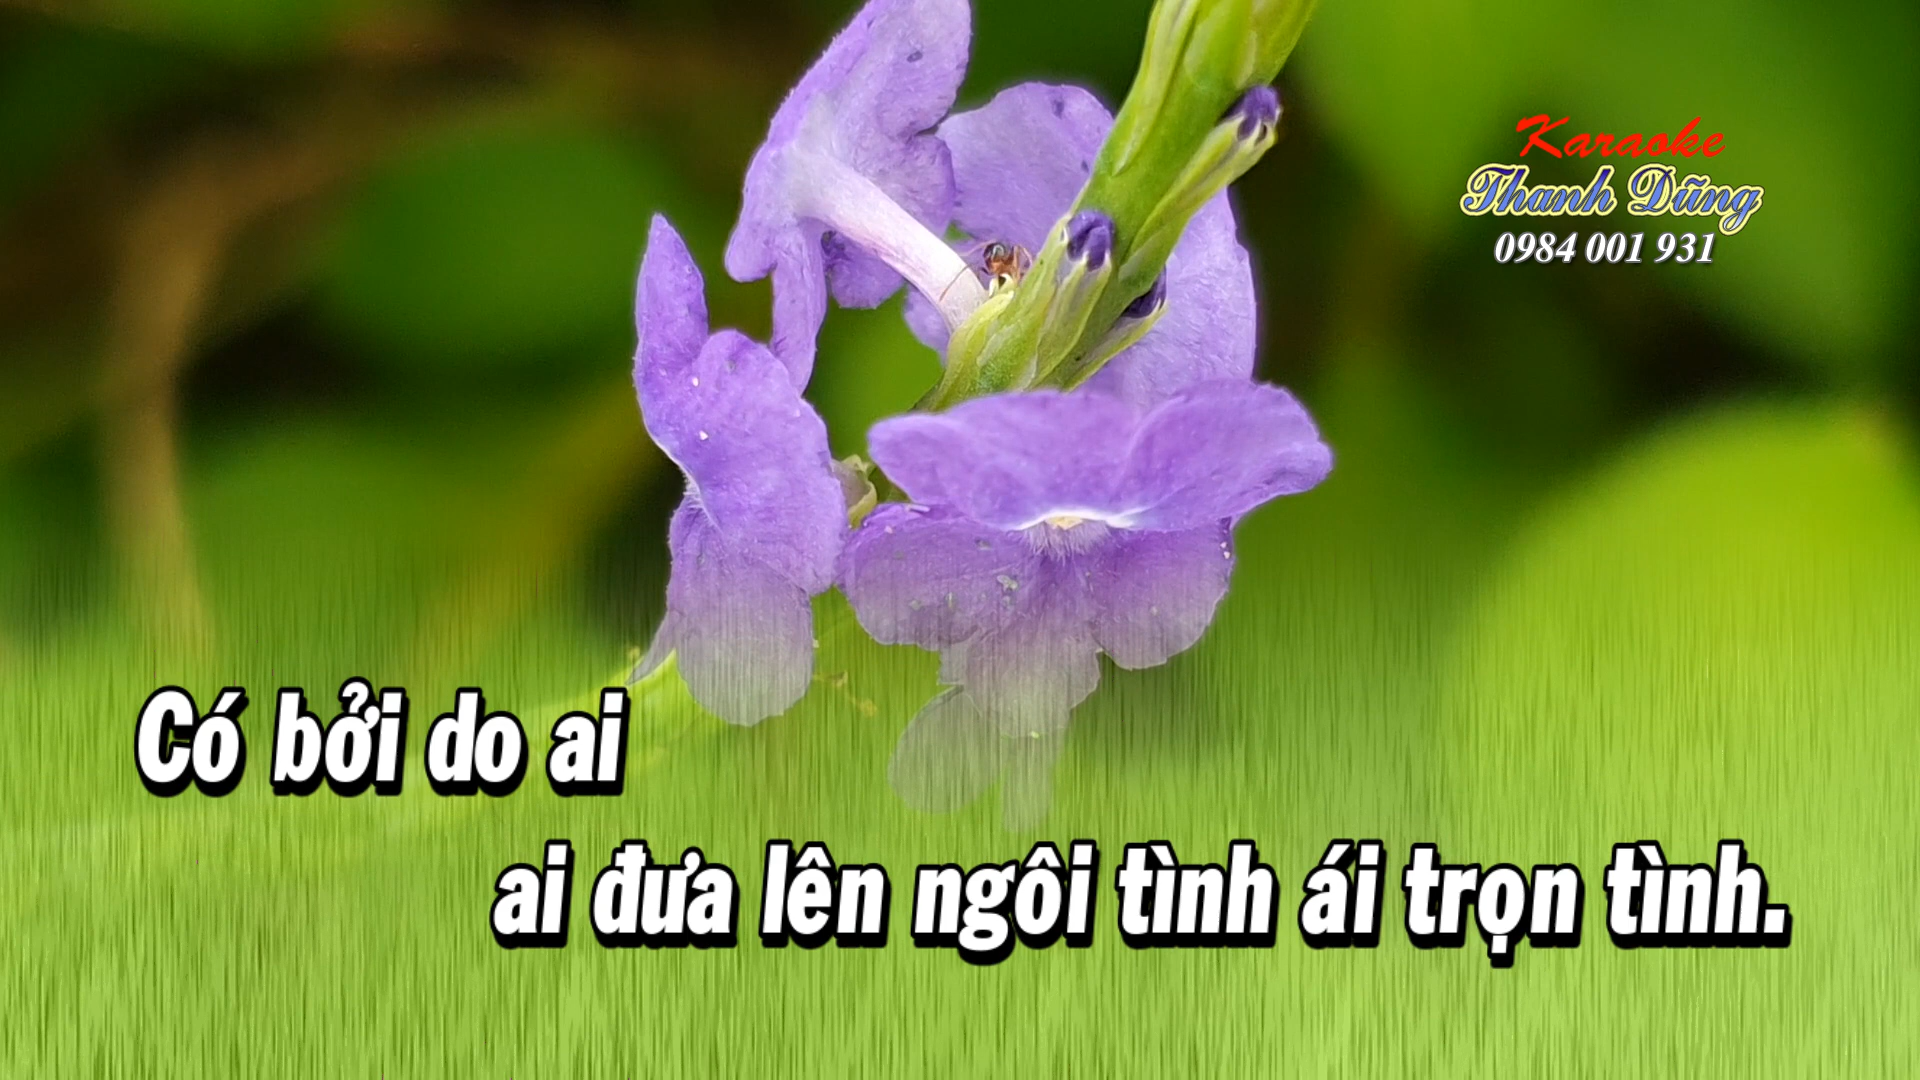 Karaoke
Thanh Dũng
0984 001 931
Có bởi do ai
ai đưa lên ngôi tình ái trọn tình.